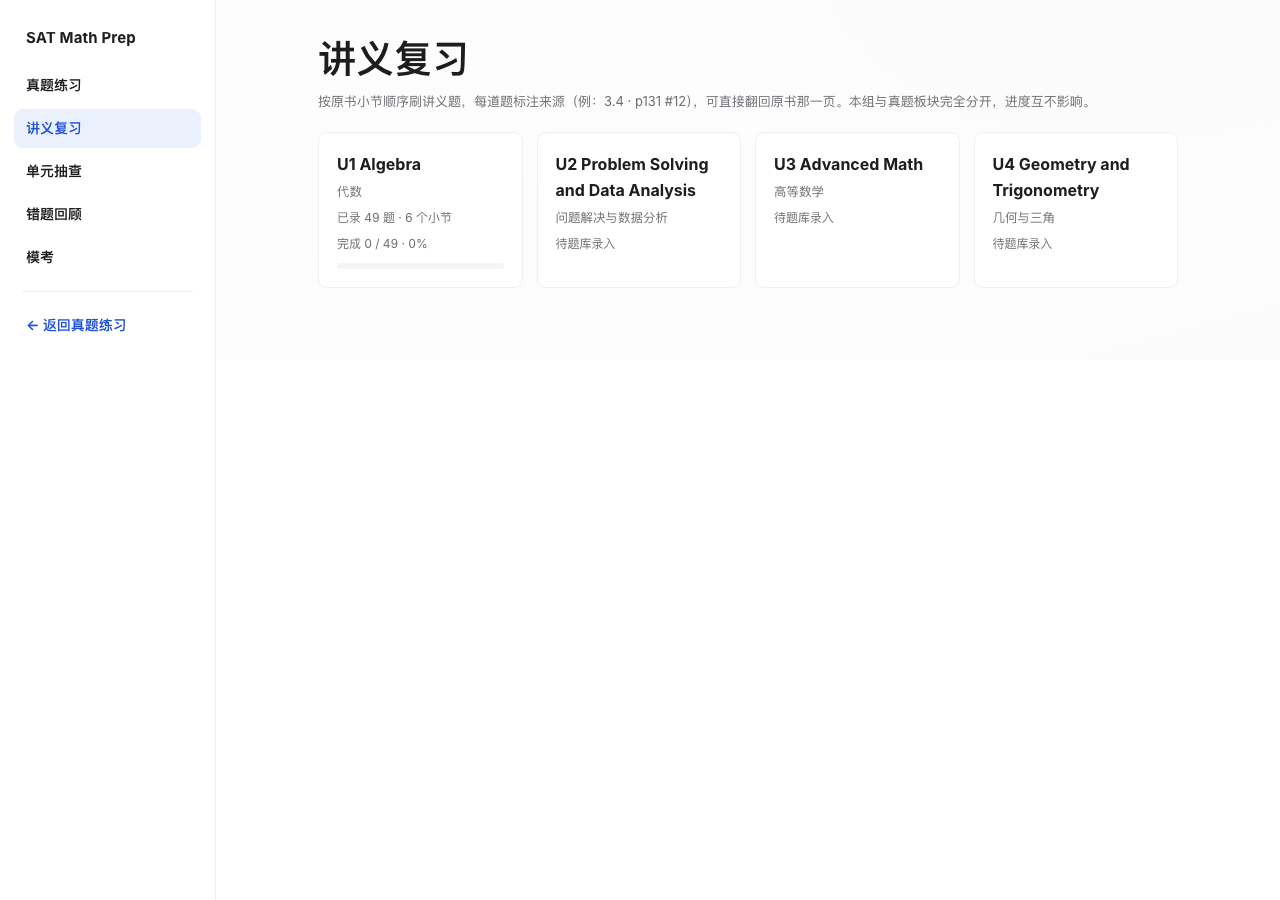 SAT Math Prep
真题练习
讲义复习
单元抽查
错题回顾
模考
← 返回真题练习
讲义复习
按原书小节顺序刷讲义题，每道题标注来源（例：3.4 · p131 #12），可直接翻回原书那一页。本组与真题板块完全分开，进度互不影响。
U1 Algebra
代数
已录 49 题 · 6 个小节
完成 0 / 49 · 0%
U2 Problem Solving
and Data Analysis
问题解决与数据分析
待题库录入
U3 Advanced Math
高等数学
待题库录入
U4 Geometry and
Trigonometry
几何与三角
待题库录入